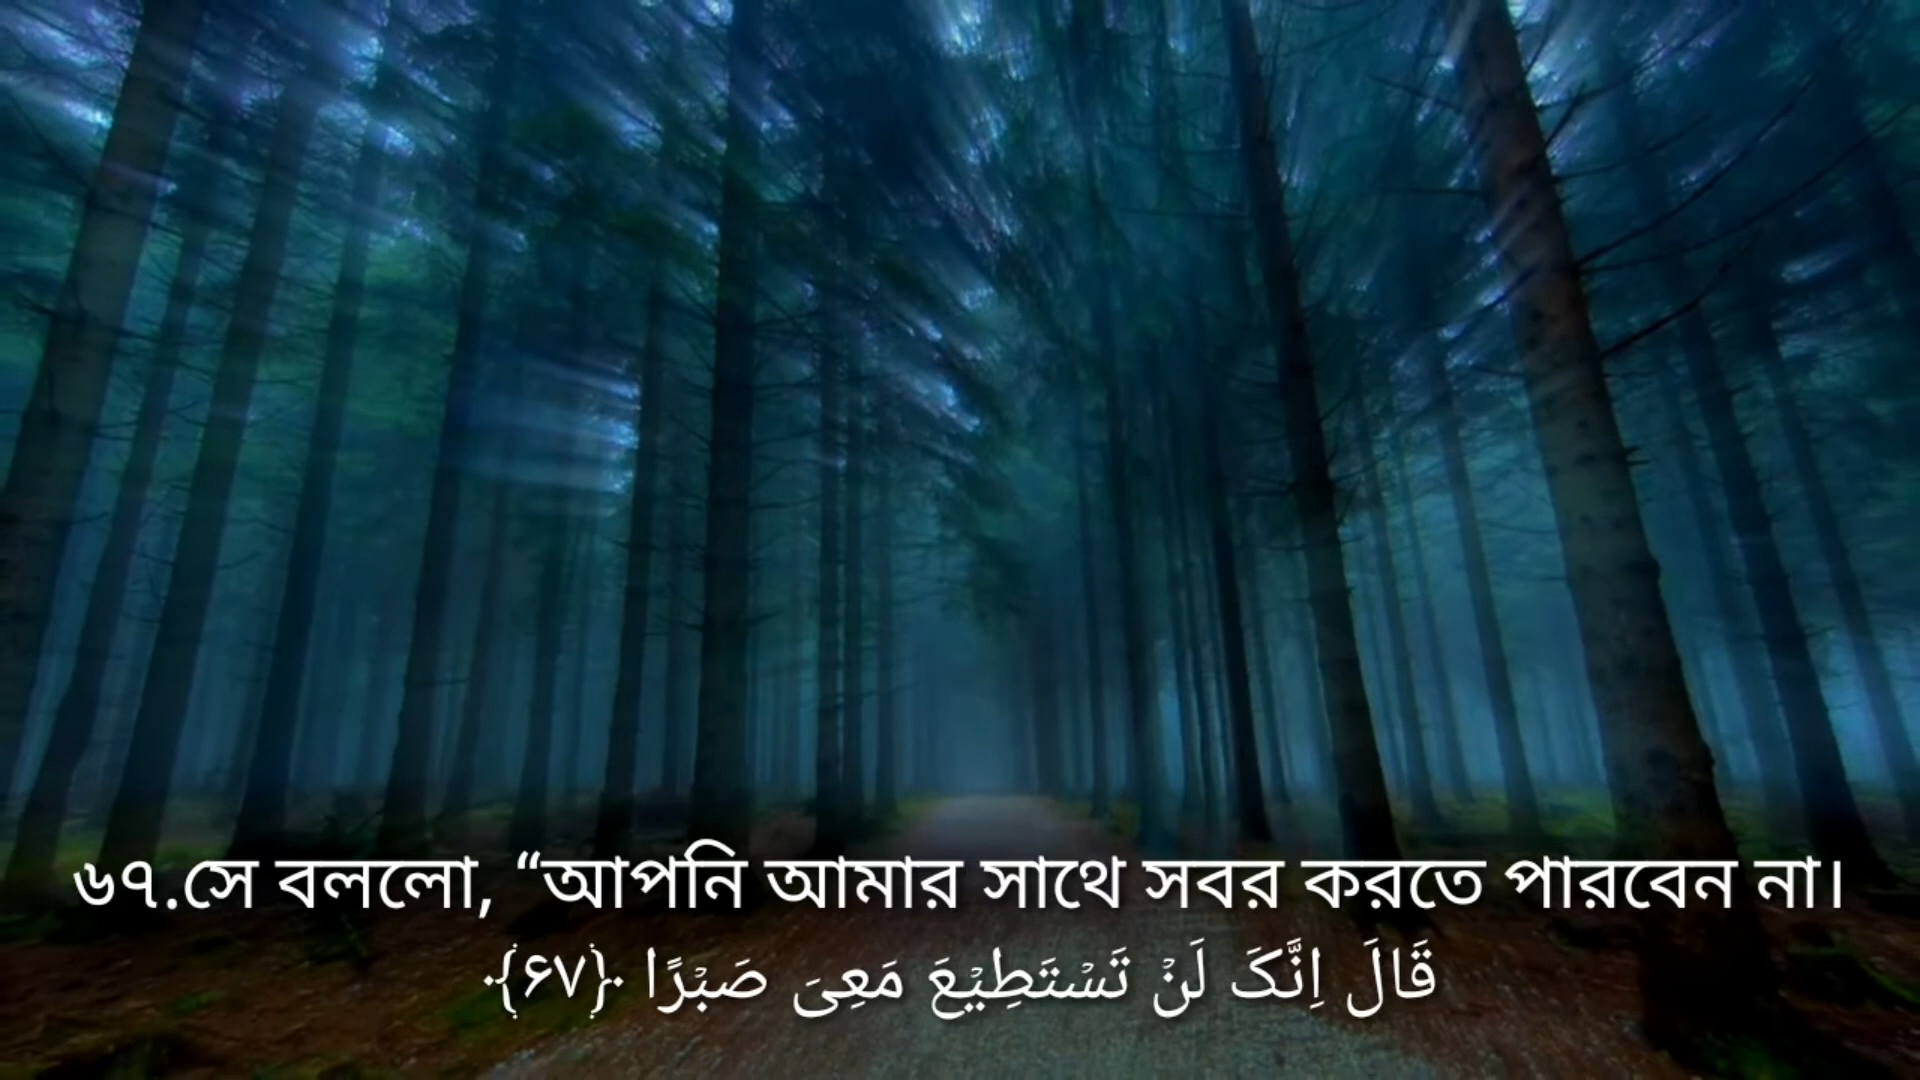 ৬৭.সে বললো, “আপনি আমার সাথে সবর করতে পারবেন না।
قَالَ اِنَّکَ لَنۡ تَسۡتَطِیۡعَ مَعِیَ صَبۡرًا ﴿۶۷﴾